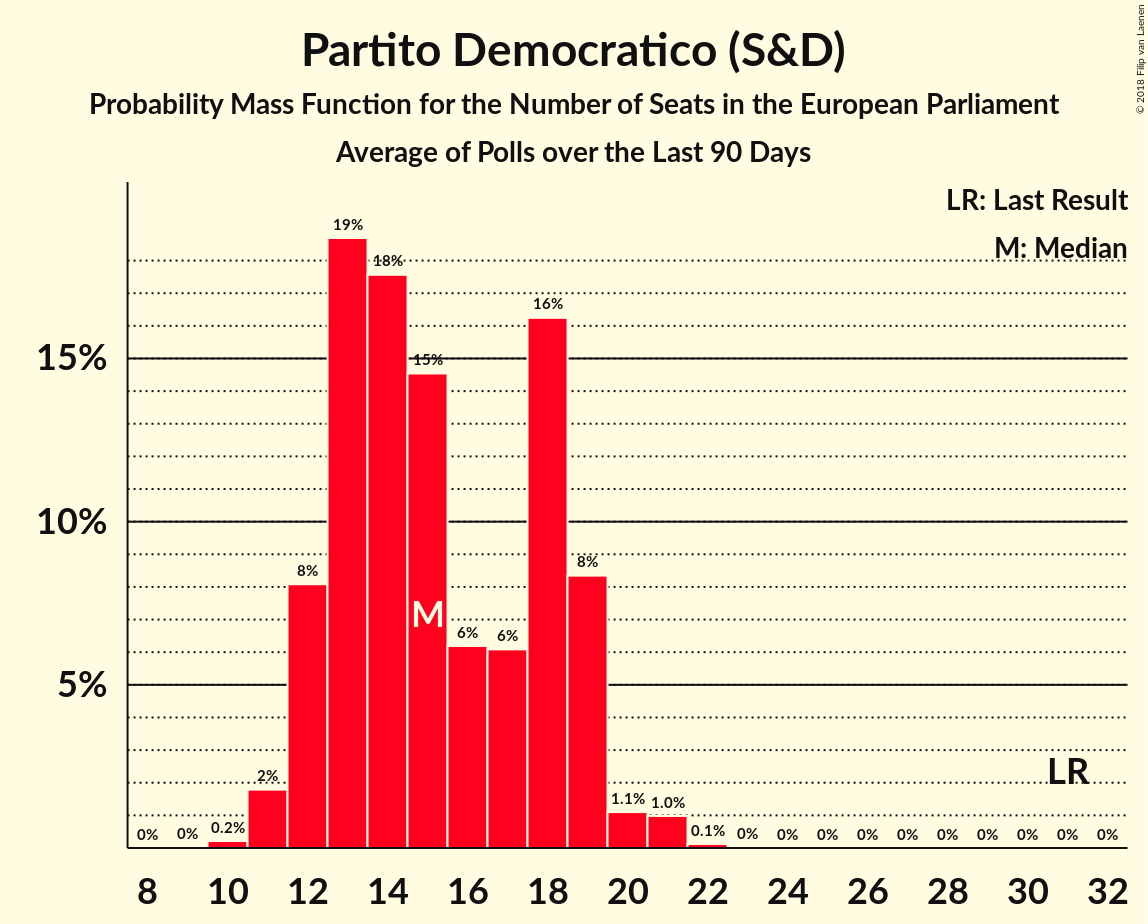 Partito Democratico (S&D)
Probability Mass Function for the Number of Seats in the European Parliament
Average of Polls over the Last 90 Days
© 2018 Filip van Laenen
LR: Last Result
M: Median
15%
10%
5%
0% 0% 0.2% 2% 8% 19% 18% 15% 6% 6% 16% 8% 1.1% 1.0% 0.1% 0% 0% 0% 0% 0% 0% 0% 0% 0% 0%
M
LR
8 10 12 14 16 18 20 22 24 26 28 30 32